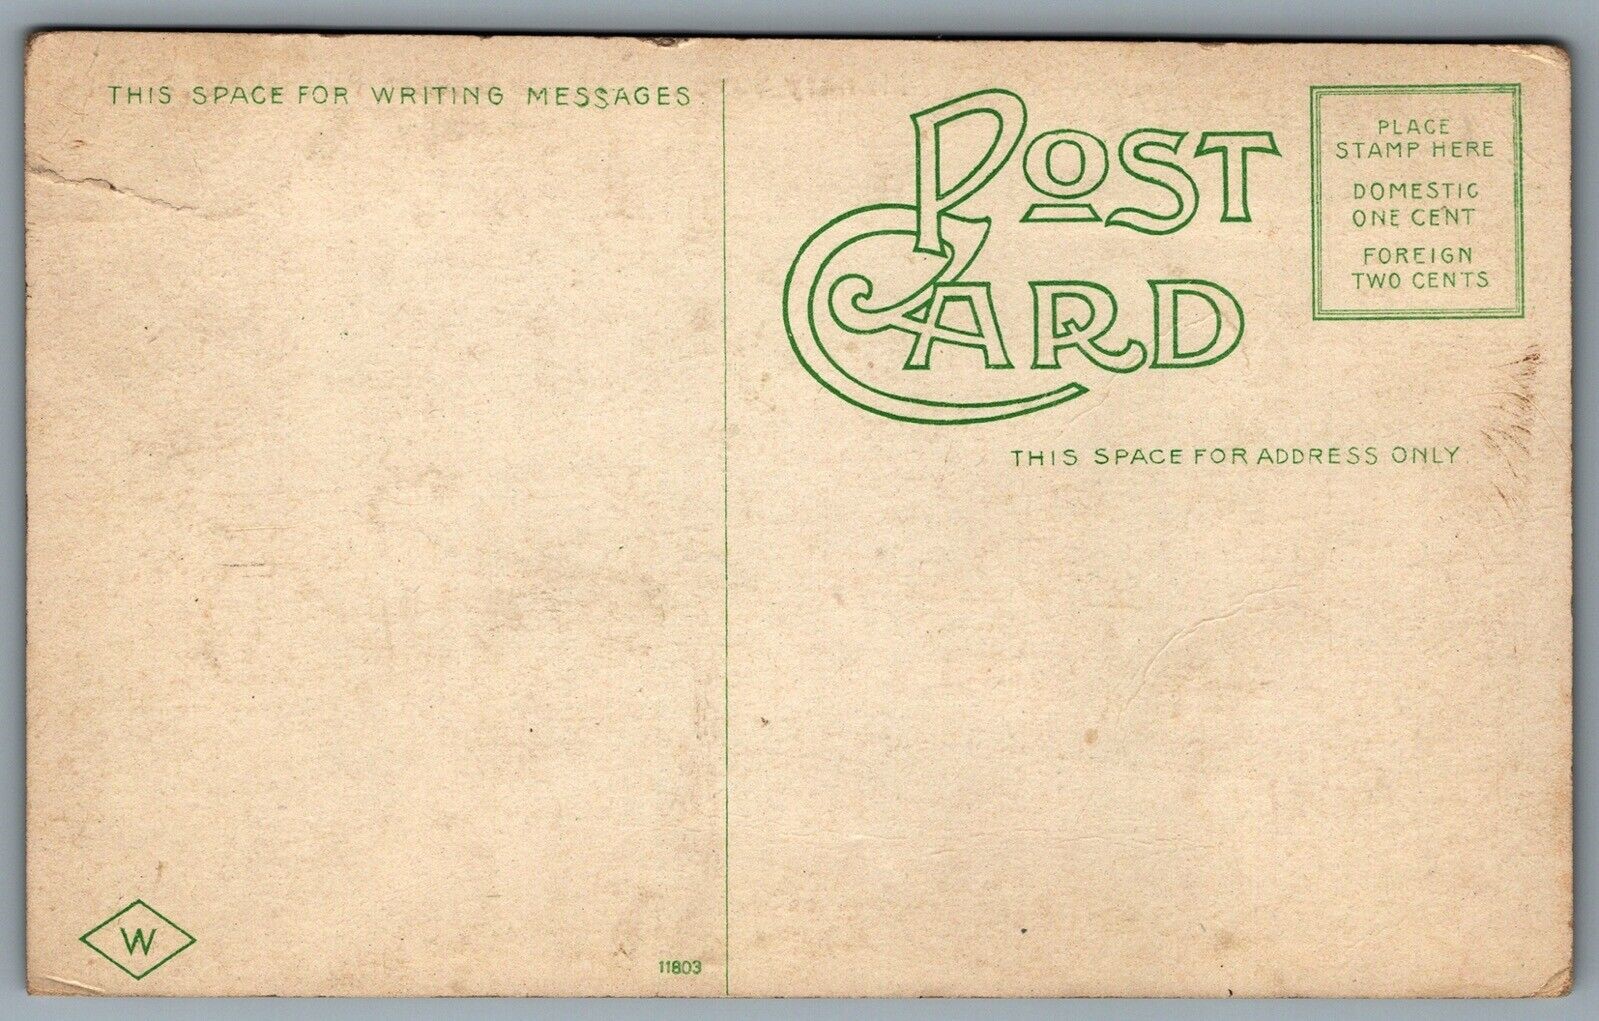 THIS SPACE FOR WRITING MESSAGES
POST
CARD
PLACE
STAMP HERE
DOMESTIC
ONE CENT
FOREIGN
TWO CENTS
THIS SPACE FOR ADDRESS ONLY
W
11803